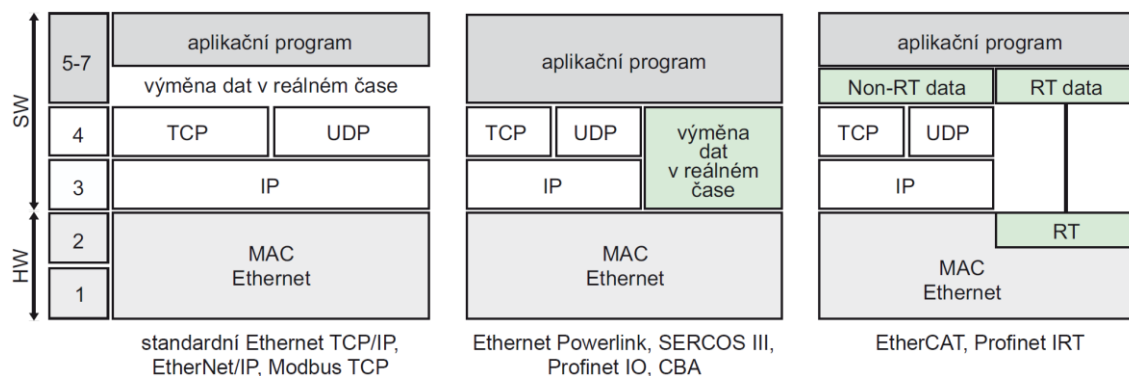 SW
HW
5-7
4
3
2
1
aplikační program
výměna dat v reálném čase
TCP
UDP
IP
MAC
Ethernet
standardní Ethernet TCP/IP,
EtherNet/IP, Modbus TCP
aplikační program
TCP
UDP
výměna
dat
v reálném
čase
IP
MAC
Ethernet
Ethernet Powerlink, SERCOS III,
Profinet IO, CBA
aplikační program
Non-RT data
RT data
TCP
UDP
IP
RT
MAC
Ethernet
EtherCAT, Profinet IRT